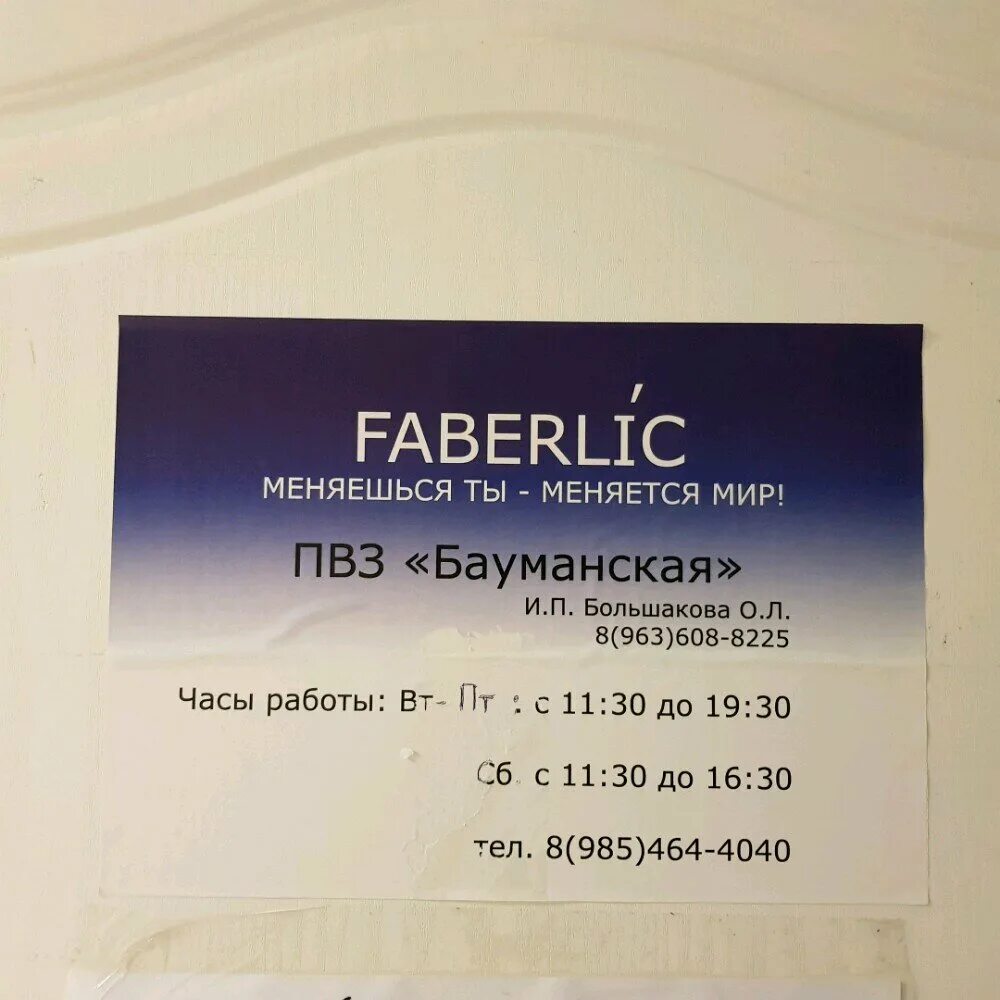 FABERLÍC
МЕНЯЕШЬСЯ ТЫ - МЕНЯЕТСЯ МИР!
ПВЗ «Бауманская»
И.П. Большакова О.Л.
8(963)608-8225
Часы работы: Вт- Пт : с 11:30 до 19:30
Сб. с 11:30 до 16:30
тел. 8(985)464-4040